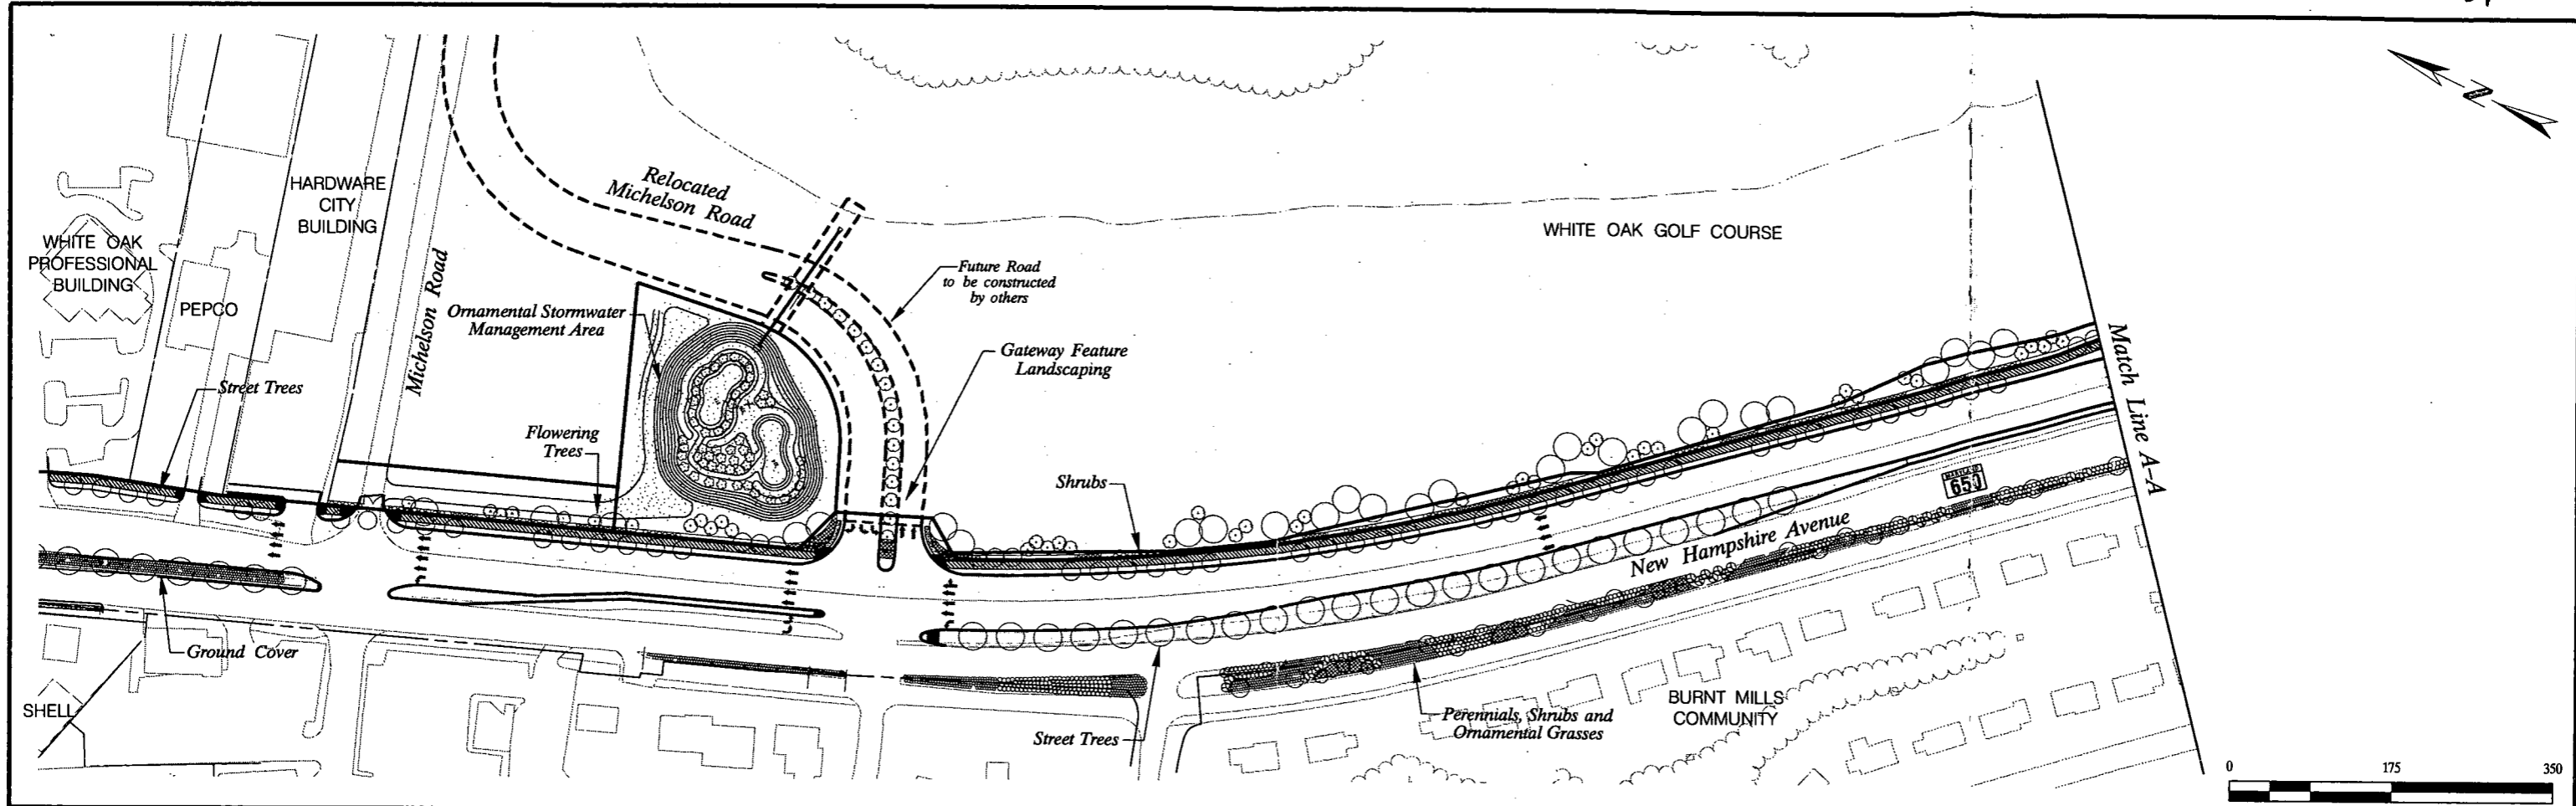 HARDWARE
CITY
BUILDING
WHITE OAK
PROFESSIONAL
BUILDING
PEPCO
Michelson Road
Relocated
Michelson Road
Future Road
to be constructed
by others
Ornamental Stormwater
Management Area
Gateway Feature
Landscaping
WHITE OAK GOLF COURSE
Street Trees
Flowering
Trees
Shrubs
Match Line A-A
650
New Hampshire Avenue
Ground Cover
SHELL
Street Trees
Perennials, Shrubs and
Ornamental Grasses
BURNT MILLS
COMMUNITY
N
0 175 350